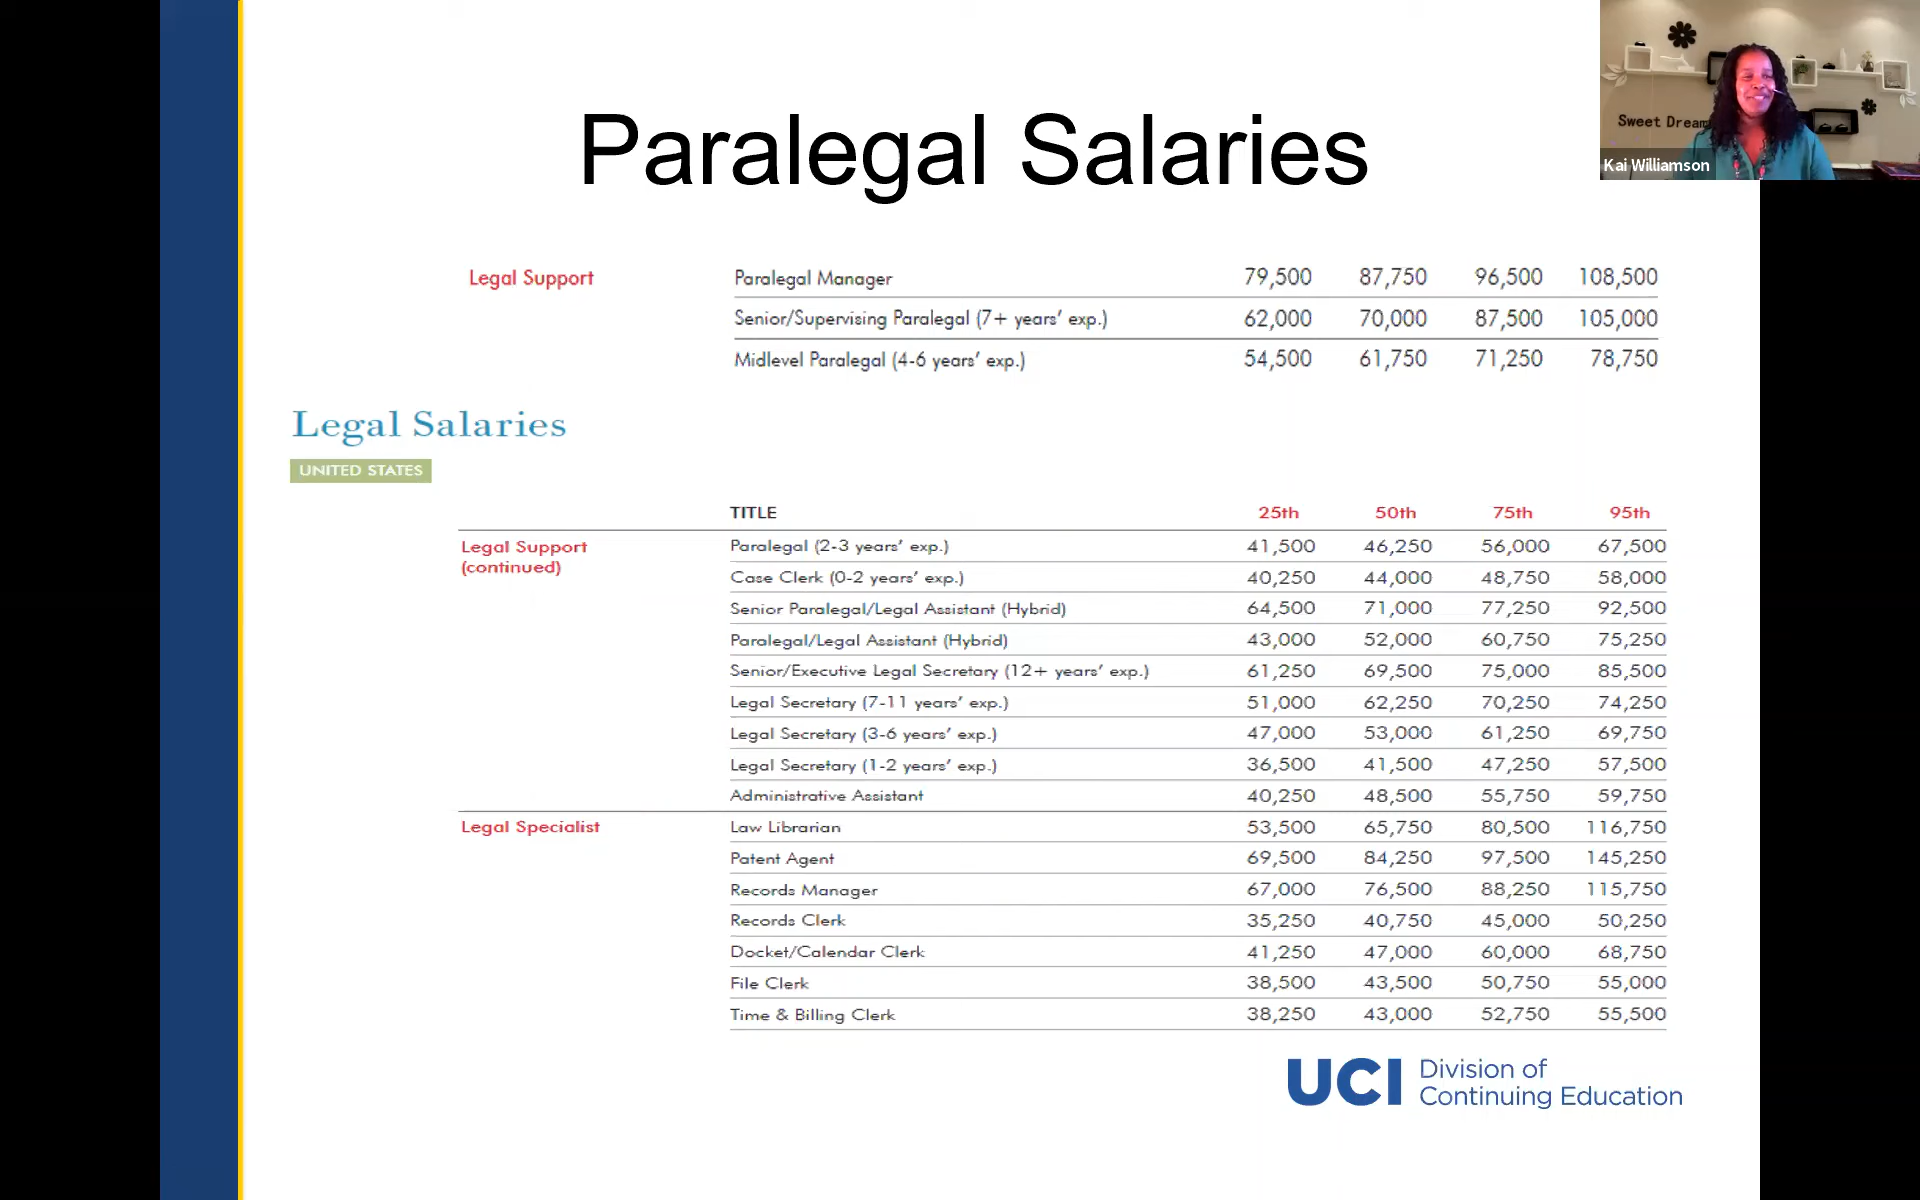 Paralegal Salaries
Sweet Dream
Kai Williamson
Legal Support Paralegal Manager 79,500 87,750 96,500 108,500
Senior/Supervising Paralegal (7+ years’ exp.) 62,000 70,000 87,500 105,000
Midlevel Paralegal (4-6 years’ exp.) 54,500 61,750 71,250 78,750
Legal Salaries
UNITED STATES
TITLE 25th 50th 75th 95th
Legal Support Paralegal (2-3 years’ exp.) 41,500 46,250 56,000 67,500
(continued)
Case Clerk (0-2 years’ exp.) 40,250 44,000 48,750 58,000
Senior Paralegal/Legal Assistant (Hybrid) 64,500 71,000 77,250 92,500
Paralegal/Legal Assistant (Hybrid) 43,000 52,000 60,750 75,250
Senior/Executive Legal Secretary (12+ years’ exp.) 61,250 69,500 75,000 85,500
Legal Secretary (7-11 years’ exp.) 51,000 62,250 70,250 74,250
Legal Secretary (3-6 years’ exp.) 47,000 53,000 61,250 69,750
Legal Secretary (1-2 years’ exp.) 36,500 41,500 47,250 57,500
Administrative Assistant 40,250 48,500 55,750 59,750
Legal Specialist Law Librarian 53,500 65,750 80,500 116,750
Patent Agent 69,500 84,250 97,500 145,250
Records Manager 67,000 76,500 88,250 115,750
Records Clerk 35,250 40,750 45,000 50,250
Docket/Calendar Clerk 41,250 47,000 60,000 68,750
File Clerk 38,500 43,500 50,750 55,000
Time & Billing Clerk 38,250 43,000 52,750 55,500
UCI Division of
Continuing Education